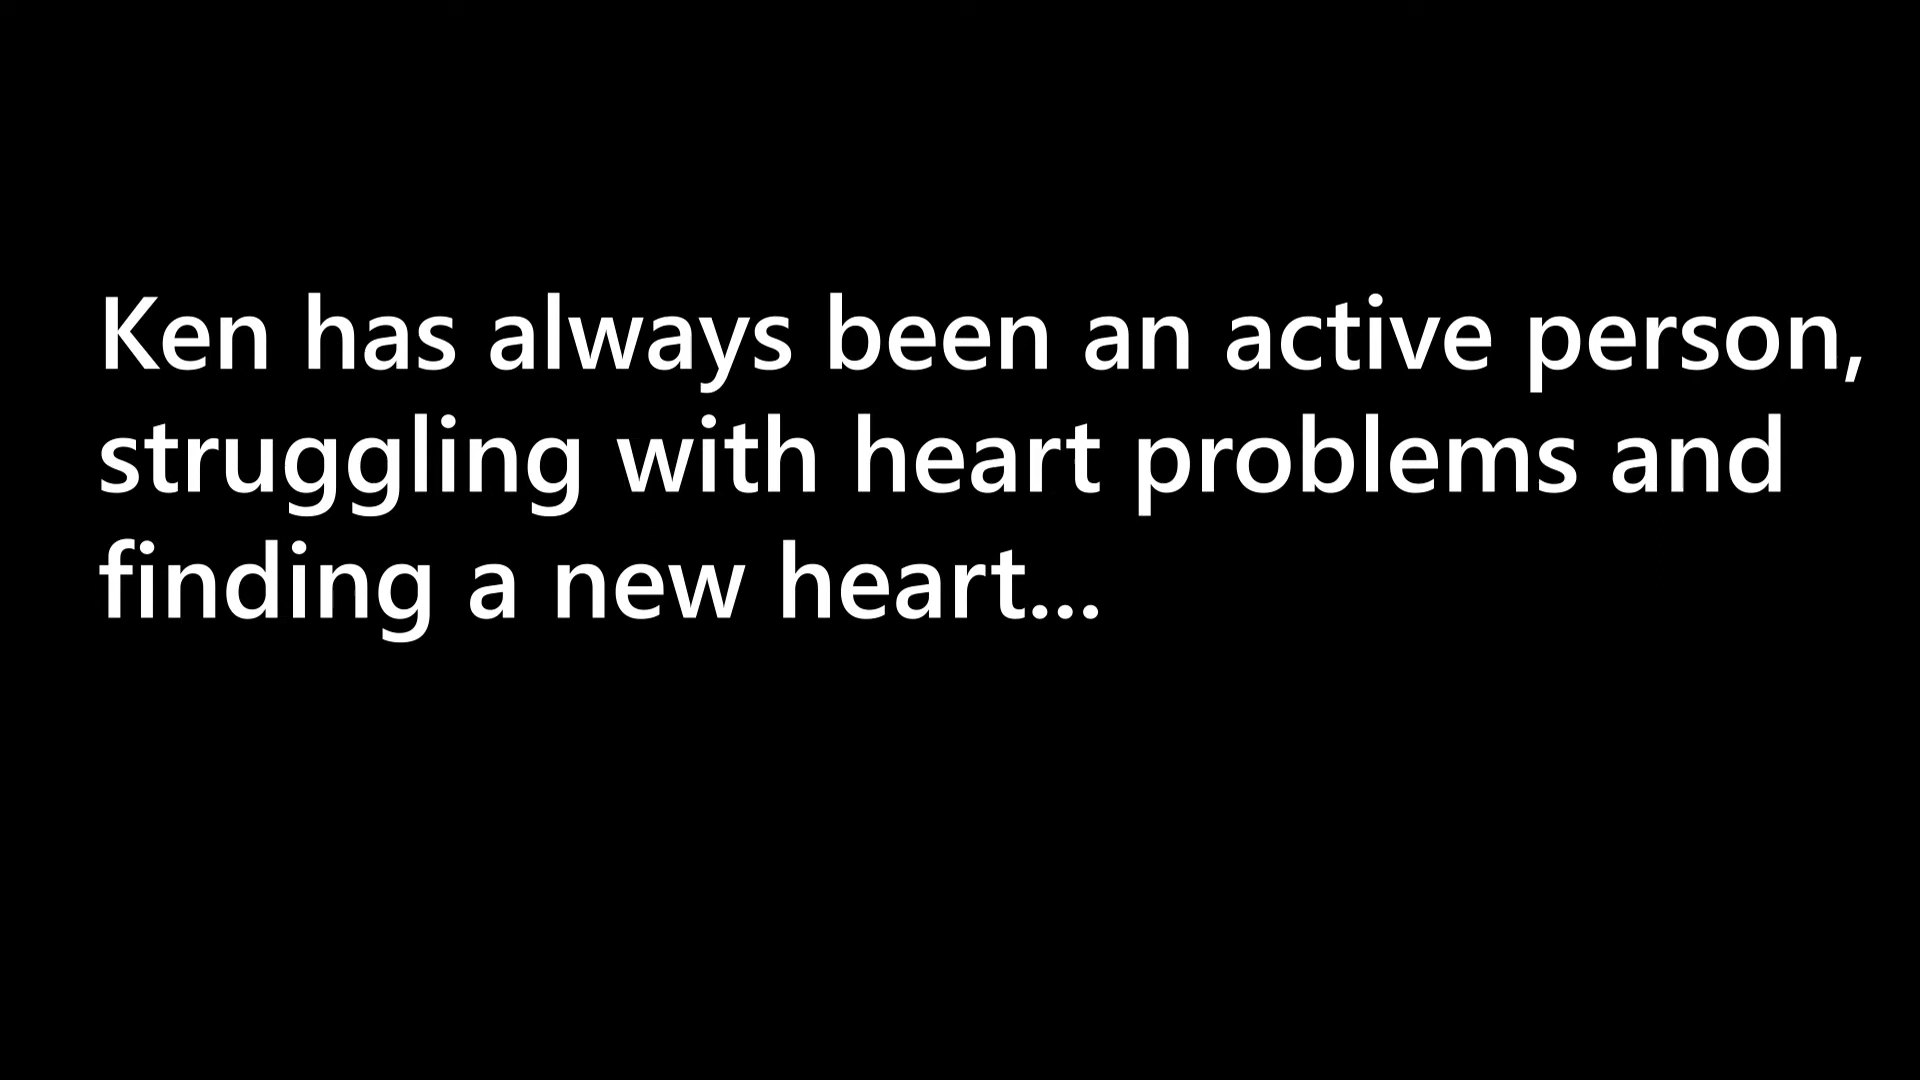 Ken has always been an active person,
struggling with heart problems and
finding a new heart...